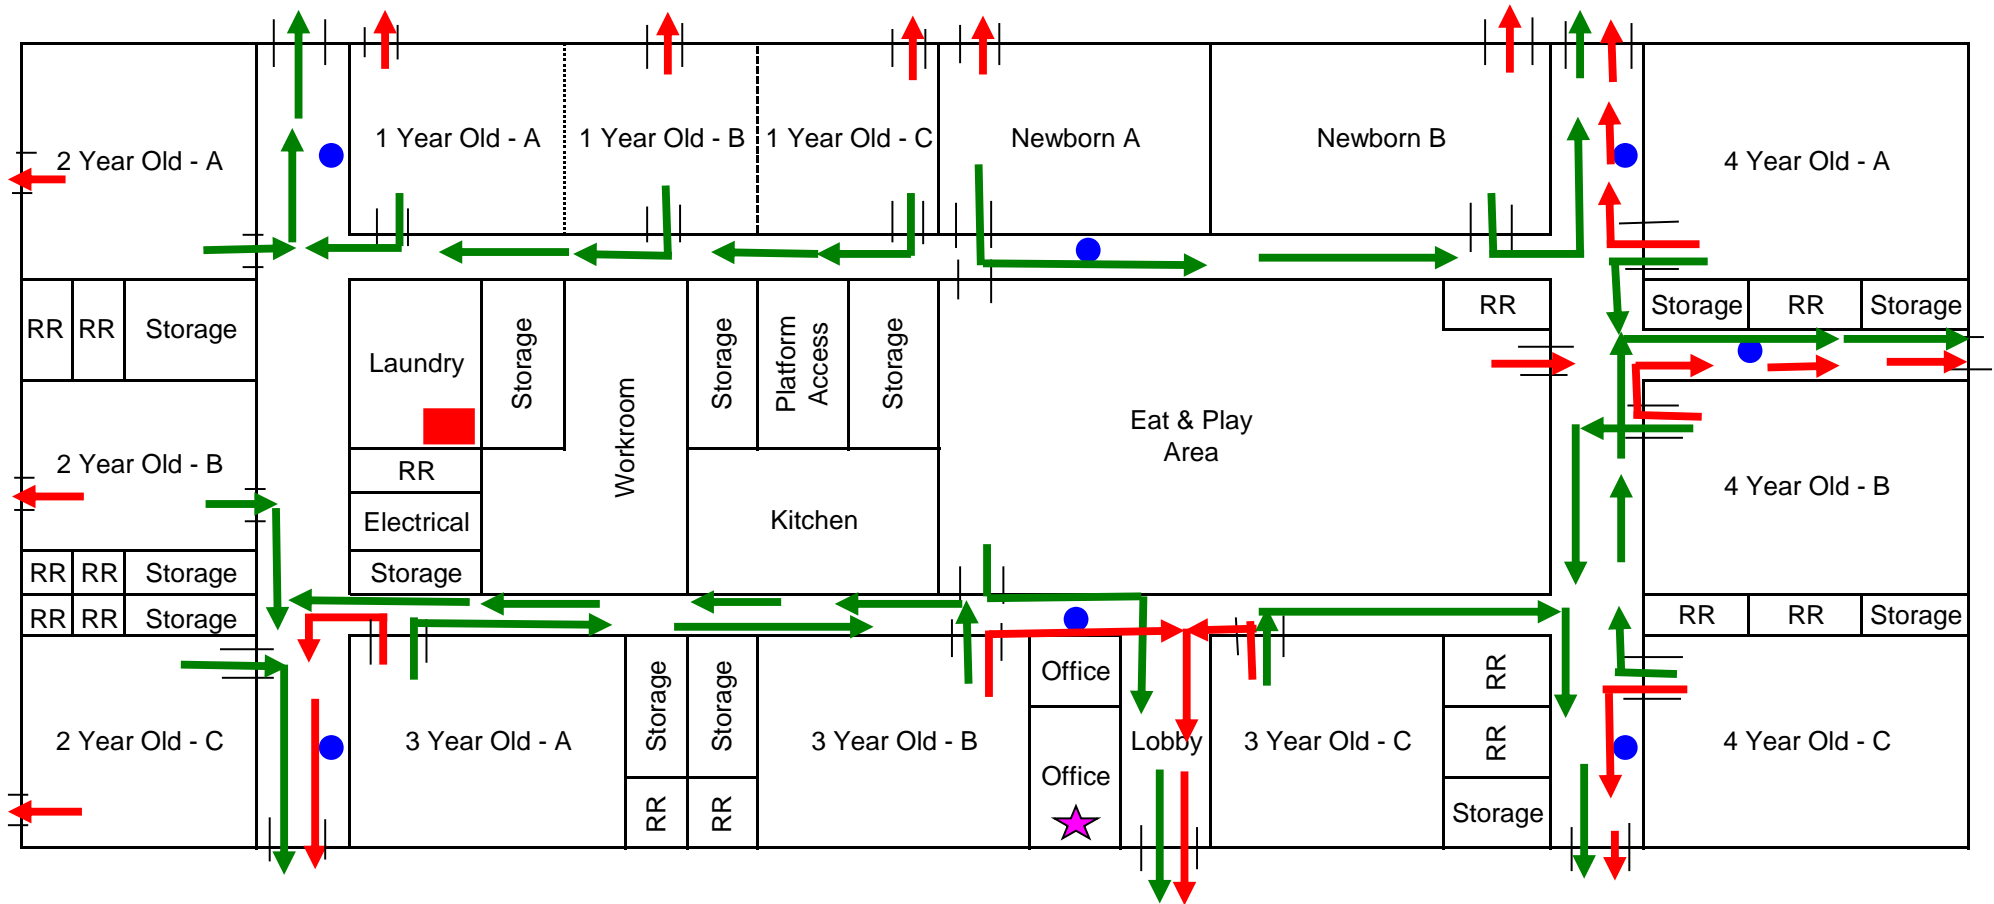 1 Year Old - A
1 Year Old - B
1 Year Old - C
Newborn A
Newborn B
2 Year Old - A
4 Year Old - A
RR
RR
Storage
Laundry
Storage
Storage
Platform
Access
Storage
RR
Storage
RR
Storage
Eat & Play
Area
Workroom
2 Year Old - B
RR
Electrical
Storage
Kitchen
4 Year Old - B
RR
RR
Storage
RR
RR
Storage
RR
RR
Storage
2 Year Old - C
3 Year Old - A
Storage
Storage
RR
RR
3 Year Old - B
Office
Office
Lobby
3 Year Old - C
RR
RR
Storage
4 Year Old - C